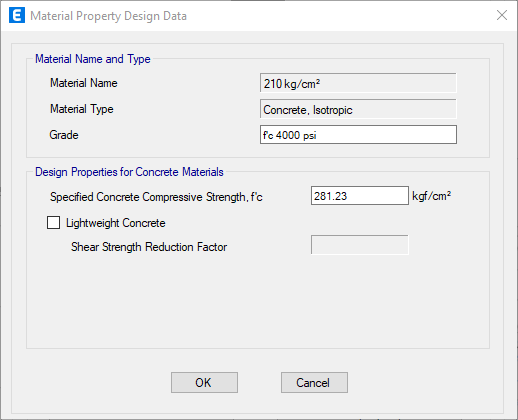 E Material Property Design Data
Material Name and Type
Material Name 210 kg/cm²
Material Type Concrete, Isotropic
Grade f'c 4000 psi
Design Properties for Concrete Materials
Specified Concrete Compressive Strength, f'c 281.23 kgf/cm²
Lightweight Concrete
Shear Strength Reduction Factor
OK Cancel